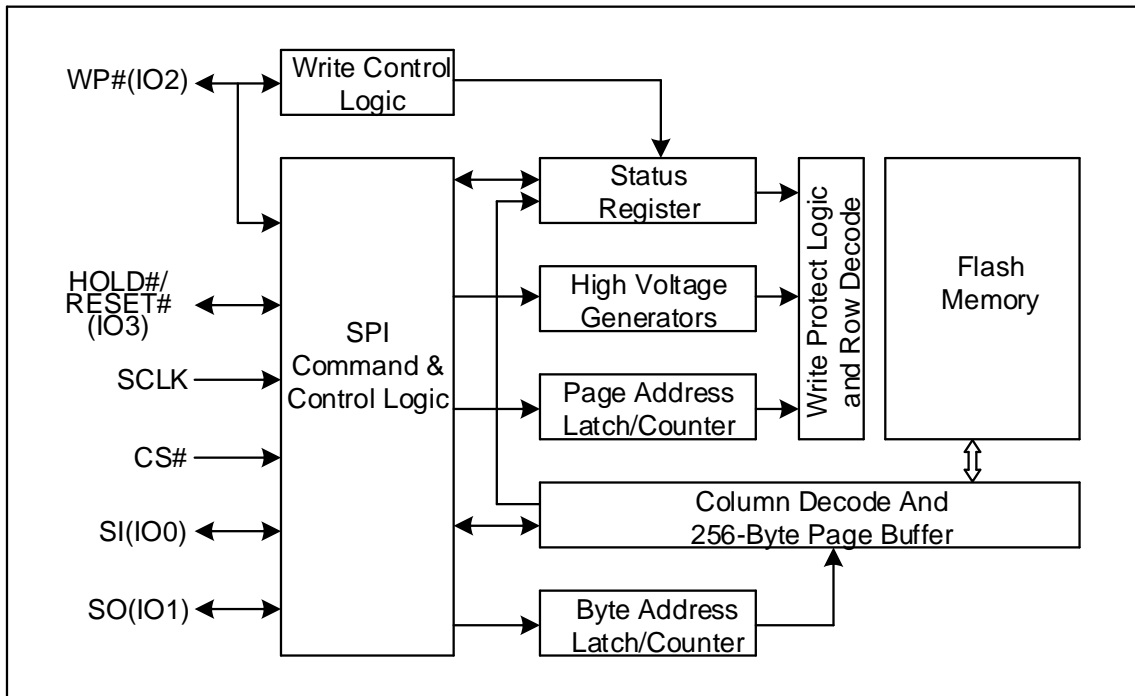 WP#(IO2)
Write Control
Logic
HOLD#/
RESET#
(IO3)
SCLK
CS#
SI(IO0)
SO(IO1)
SPI
Command &
Control Logic
Status
Register
High Voltage
Generators
Page Address
Latch/Counter
Write Protect Logic
and Row Decode
Flash
Memory
Column Decode And
256-Byte Page Buffer
Byte Address
Latch/Counter